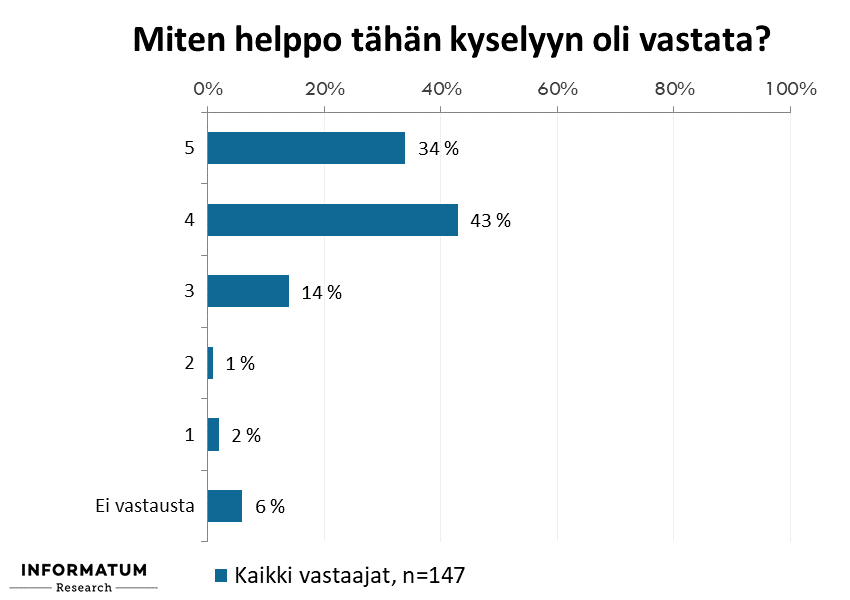 Miten helppo tähän kyselyyn oli vastata?
0% 20% 40% 60% 80% 100%
5 34 %
4 43 %
3 14 %
2 1 %
1 2 %
Ei vastausta 6 %
Kaikki vastaajat, n=147
INFORMATUM
Research